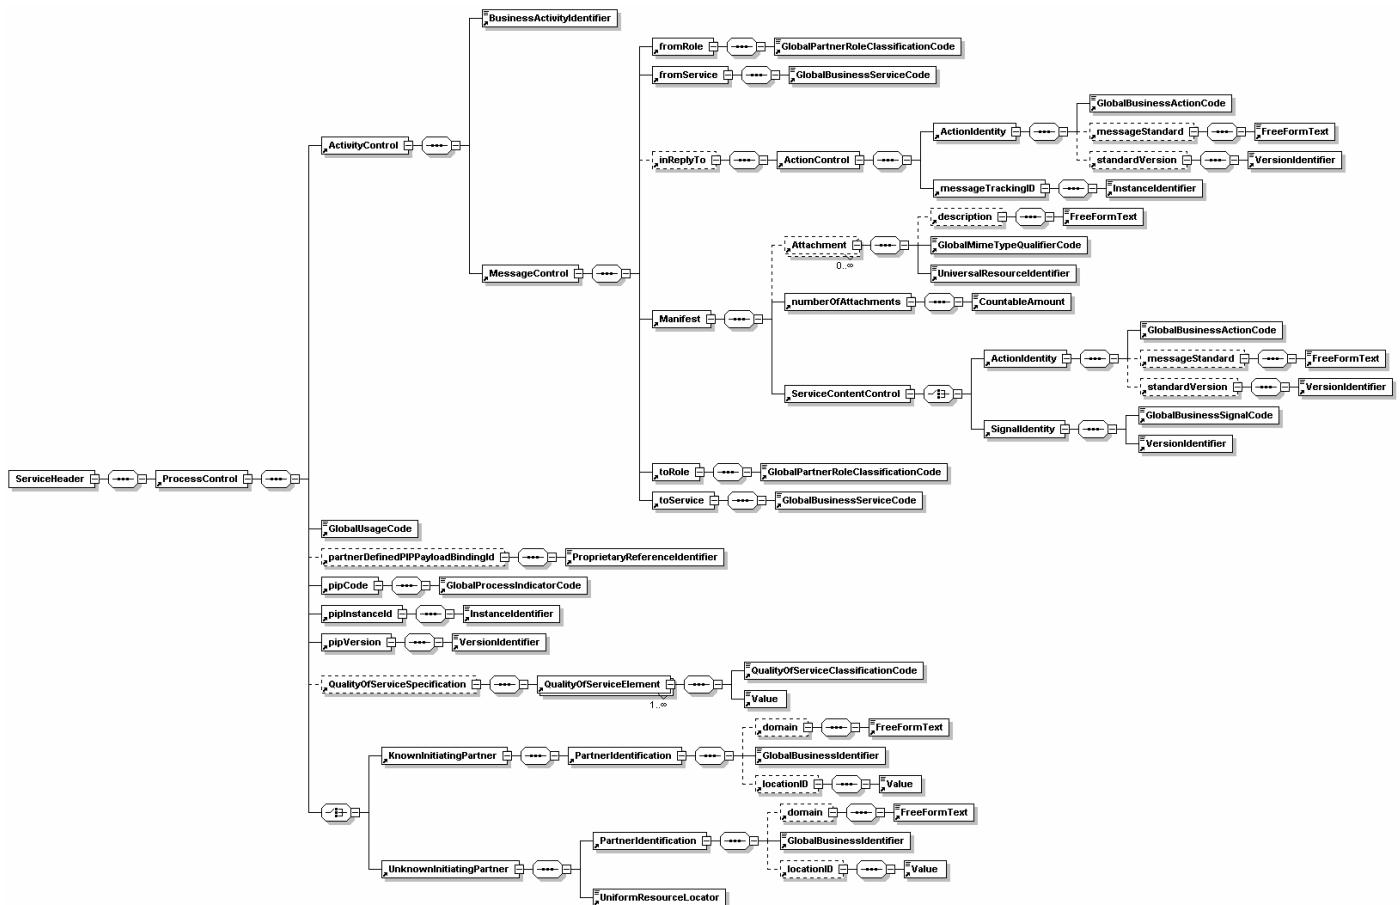 BusinessActivityIdentifier
fromRole
GlobalPartnerRoleClassificationCode
fromService
GlobalBusinessServiceCode
GlobalBusinessActionCode
ActivityControl
ActionIdentity
messageStandard
FreeFormText
inReplyTo
ActionControl
standardVersion
VersionIdentifier
messageTrackingID
InstanceIdentifier
description
FreeFormText
Attachment
0..∞
GlobalMimeTypeQualifierCode
MessageControl
UniversalResourceIdentifier
numberOfAttachments
CountableAmount
Manifest
GlobalBusinessActionCode
ActionIdentity
messageStandard
FreeFormText
standardVersion
VersionIdentifier
ServiceContentControl
GlobalBusinessSignalCode
SignalIdentity
VersionIdentifier
toRole
GlobalPartnerRoleClassificationCode
ServiceHeader
ProcessControl
toService
GlobalBusinessServiceCode
GlobalUsageCode
partnerDefinedPIPPayloadBindingId
ProprietaryReferenceIdentifier
pipCode
GlobalProcessIndicatorCode
pipInstanceId
InstanceIdentifier
pipVersion
VersionIdentifier
QualityOfServiceSpecification
QualityOfServiceElement
1..∞
QualityOfServiceClassificationCode
Value
domain
FreeFormText
KnownInitiatingPartner
PartnerIdentification
GlobalBusinessIdentifier
locationID
Value
domain
FreeFormText
PartnerIdentification
GlobalBusinessIdentifier
UnknownInitiatingPartner
locationID
Value
UniformResourceLocator